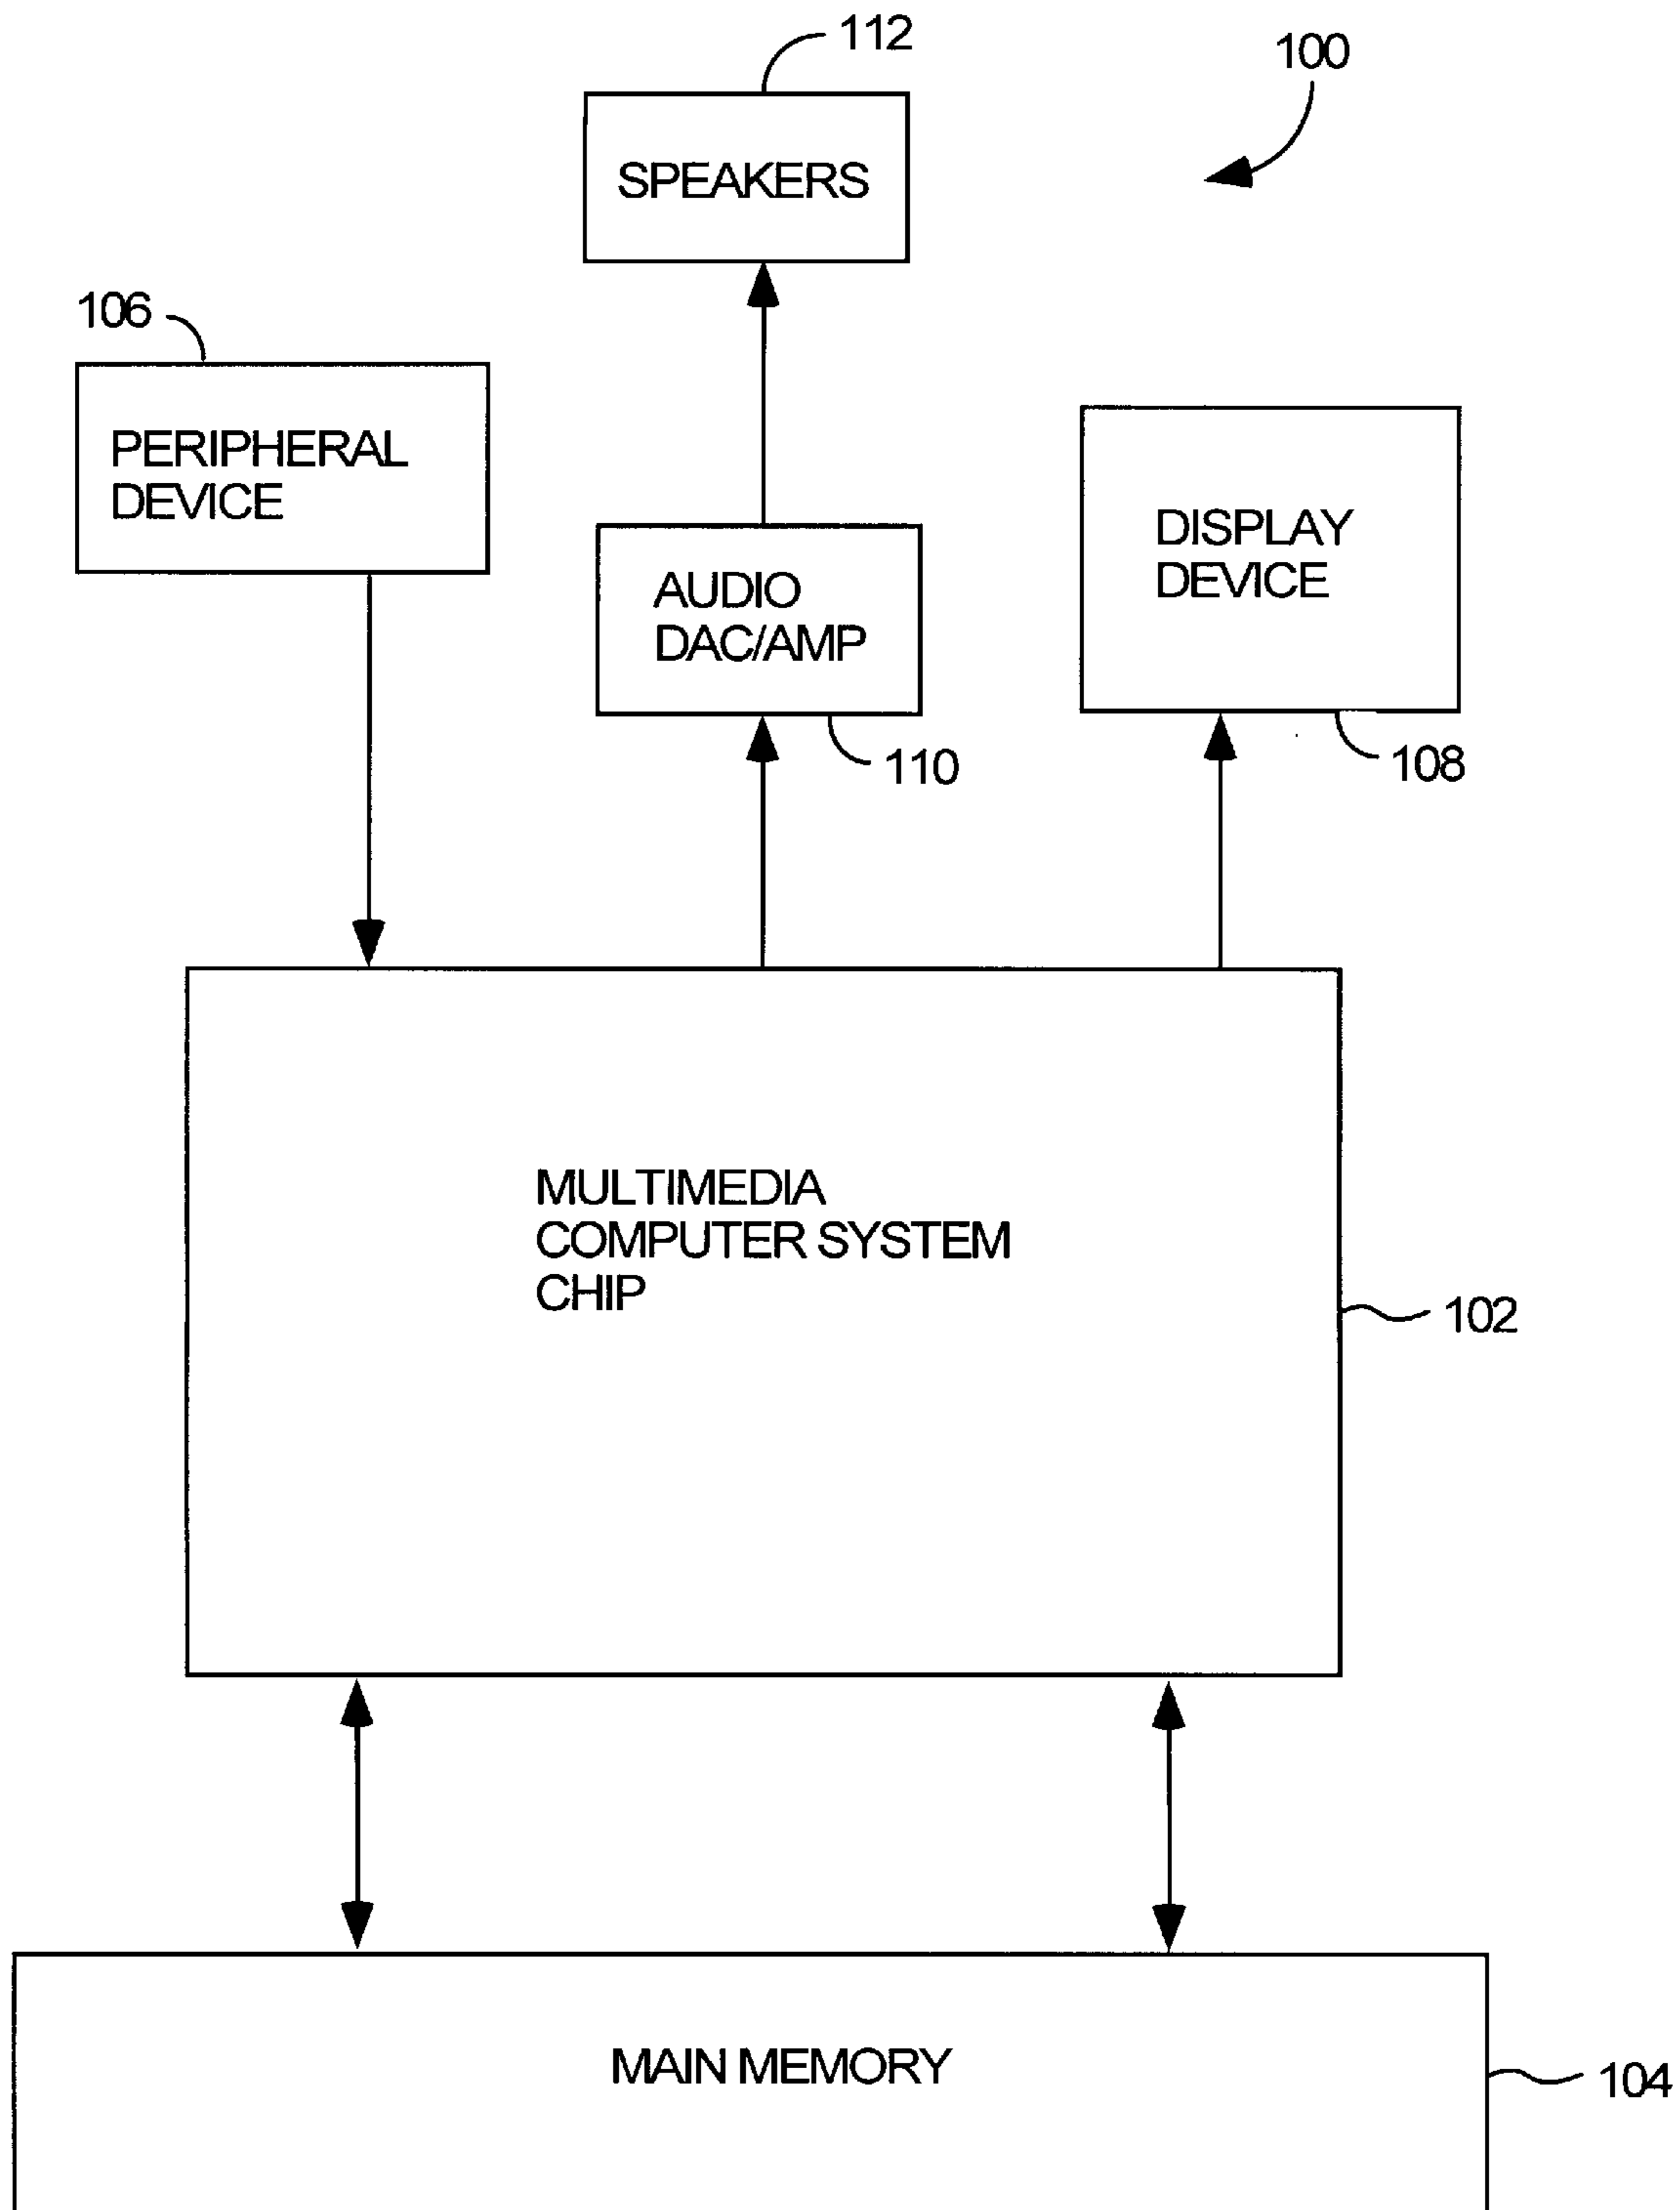 112
100
SPEAKERS
106
PERIPHERAL
DEVICE
DISPLAY
DEVICE
AUDIO
DAC/AMP
110
108
MULTIMEDIA
COMPUTER SYSTEM
CHIP
102
MAIN MEMORY
104